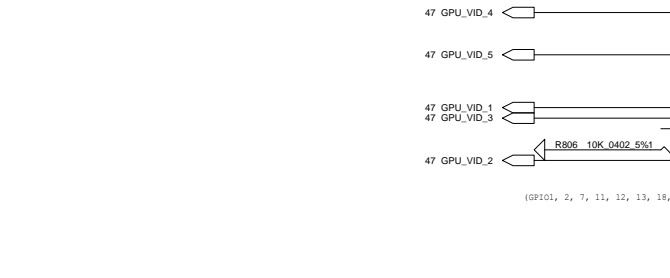 47 GPU_VID_4
47 GPU_VID_5
47 GPU_VID_1
47 GPU_VID_3
R806 10K_0402_5%1
47 GPU_VID_2
(GPIO1, 2, 7, 11, 12, 13, 18,